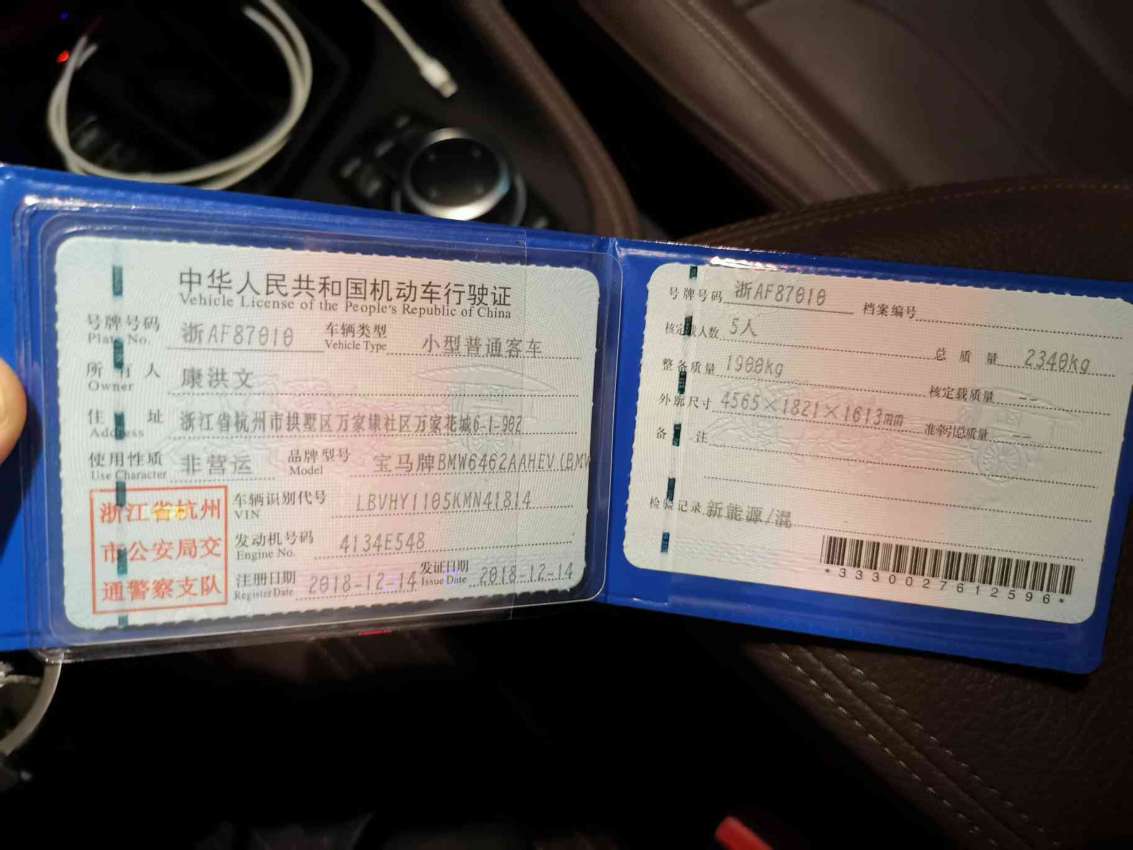 中华人民共和国机动车行驶证
Vehicle License of the People's Republic of China
号牌号码 浙AF87010 车辆类型 小型普通客车
Plate No. Vehicle Type
所有人 康洪文
Owner
住址 浙江省杭州市拱墅区万家塘社区万家花城6-1-902
Address
使用性质 非营运 品牌型号 宝马牌BMW6462AAHEV(BMW
Use Character Model
浙江省杭州
市公安局交
通警察支队
车辆识别代号 LBVHY1105KMN41814
VIN
发动机号码 4134E548
Engine No.
注册日期 2018-12-14 发证日期 2018-12-14
Register Date Issue Date
号牌号码 浙AF87010 档案编号
核定载人数 5人 总质量 2340kg
整备质量 1900kg 核定载质量 --
外廓尺寸 4565×1821×1613mm 准牵引总质量 --
备注
检验记录 新能源/混
*3330027612596*